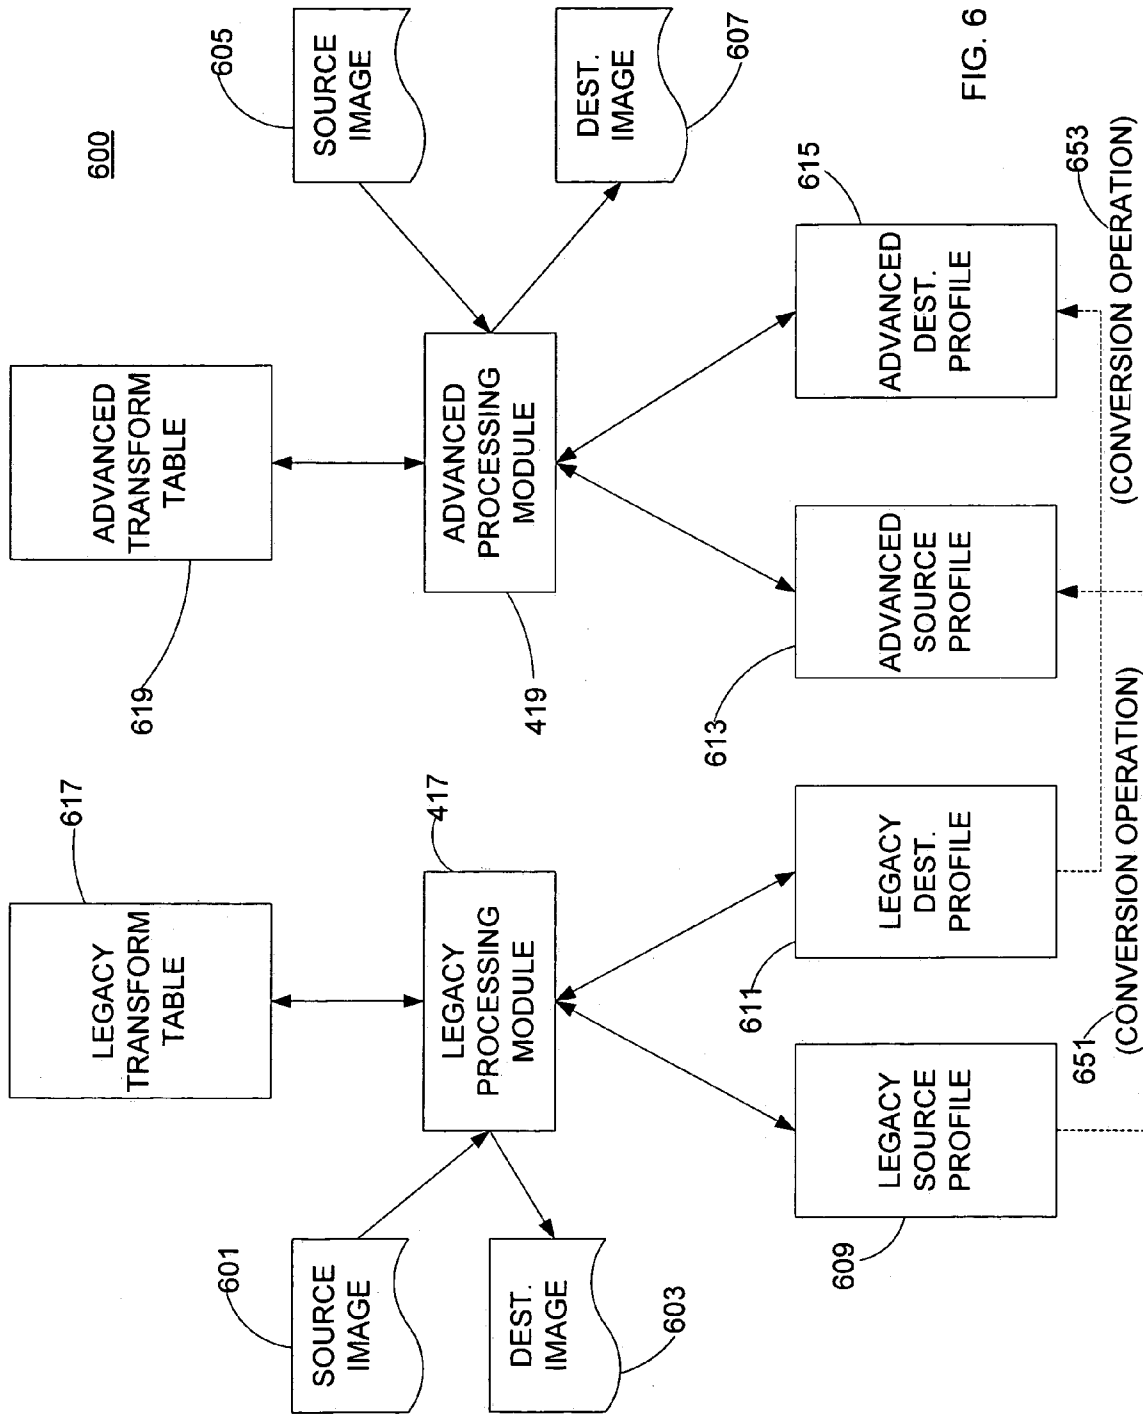 600
617
LEGACY
TRANSFORM
TABLE
619
ADVANCED
TRANSFORM
TABLE
601
SOURCE
IMAGE
603
DEST.
IMAGE
417
LEGACY
PROCESSING
MODULE
419
ADVANCED
PROCESSING
MODULE
605
SOURCE
IMAGE
607
DEST.
IMAGE
609
LEGACY
SOURCE
PROFILE
611
LEGACY
DEST.
PROFILE
613
ADVANCED
SOURCE
PROFILE
615
ADVANCED
DEST.
PROFILE
651
(CONVERSION OPERATION)
653
(CONVERSION OPERATION)
FIG. 6